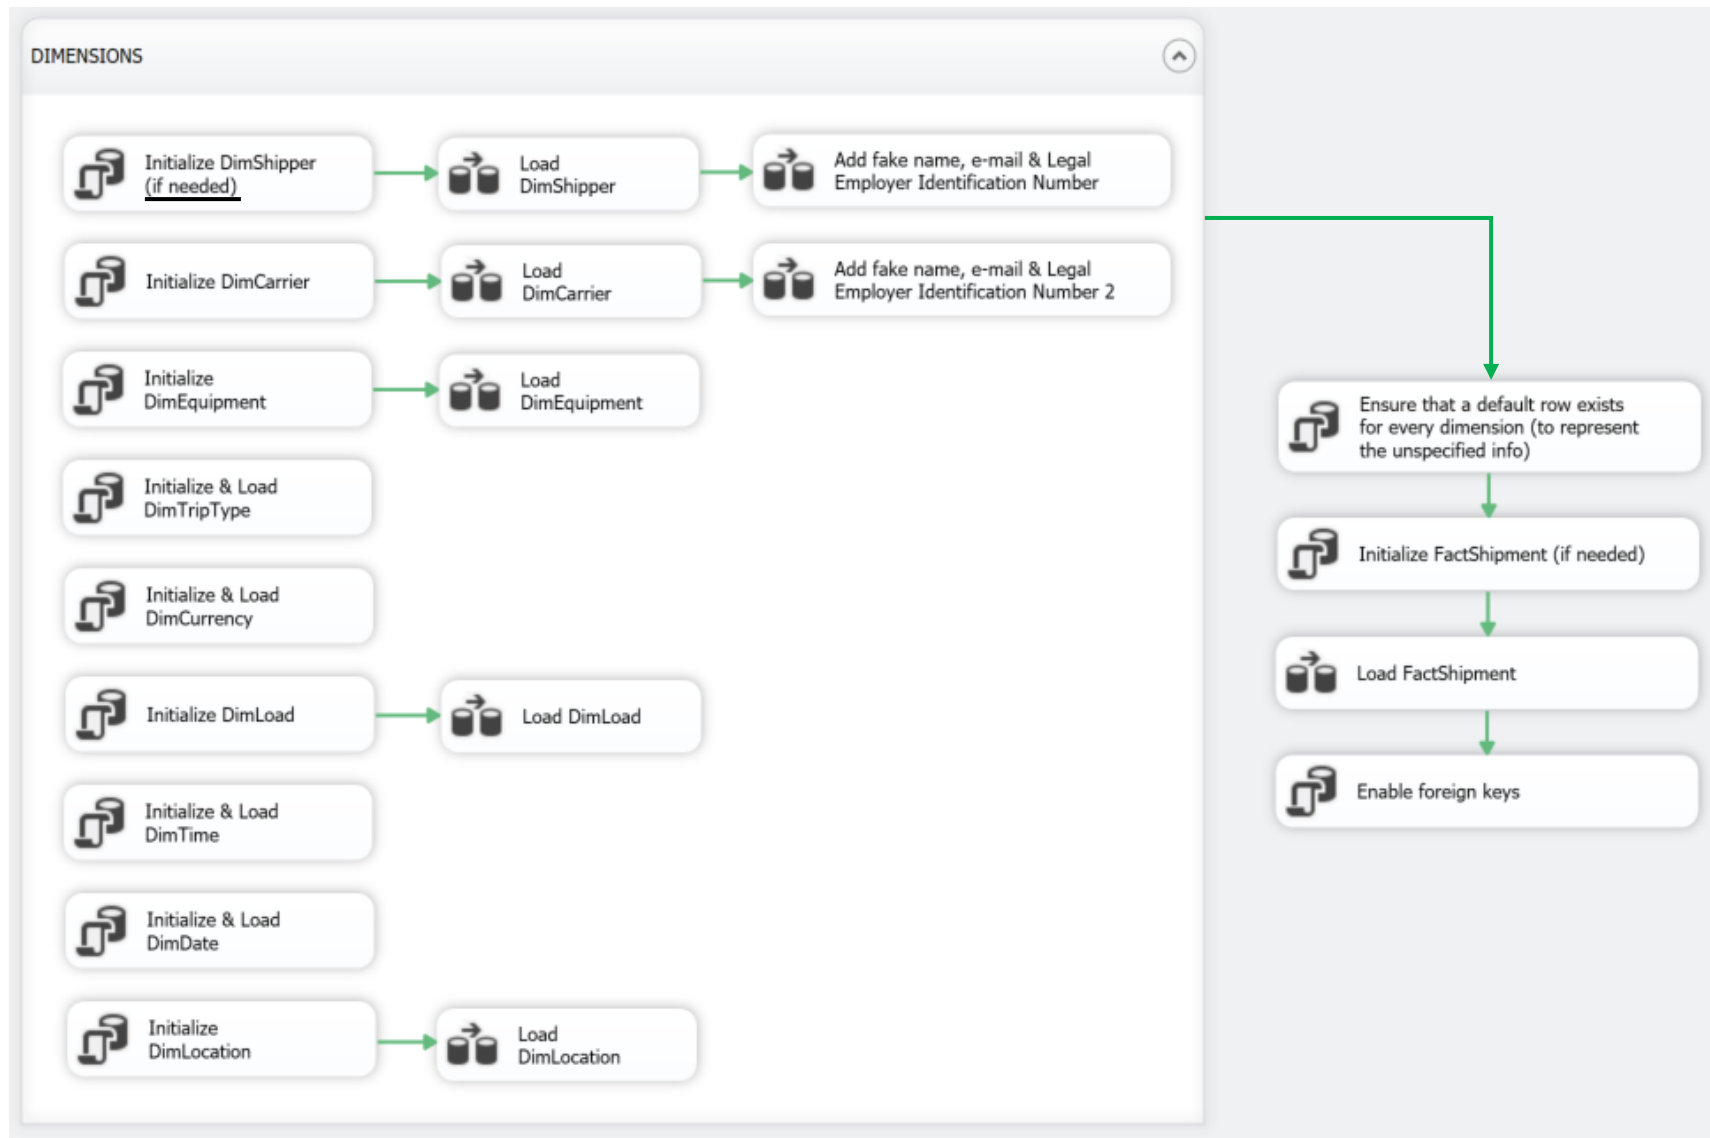 DIMENSIONS
Initialize DimShipper
(if needed)
Load
DimShipper
Add fake name, e-mail & Legal
Employer Identification Number
Initialize DimCarrier
Load
DimCarrier
Add fake name, e-mail & Legal
Employer Identification Number 2
Initialize
DimEquipment
Load
DimEquipment
Initialize & Load
DimTripType
Initialize & Load
DimCurrency
Initialize DimLoad
Load DimLoad
Initialize & Load
DimTime
Initialize & Load
DimDate
Initialize
DimLocation
Load
DimLocation
Ensure that a default row exists
for every dimension (to represent
the unspecified info)
Initialize FactShipment (if needed)
Load FactShipment
Enable foreign keys